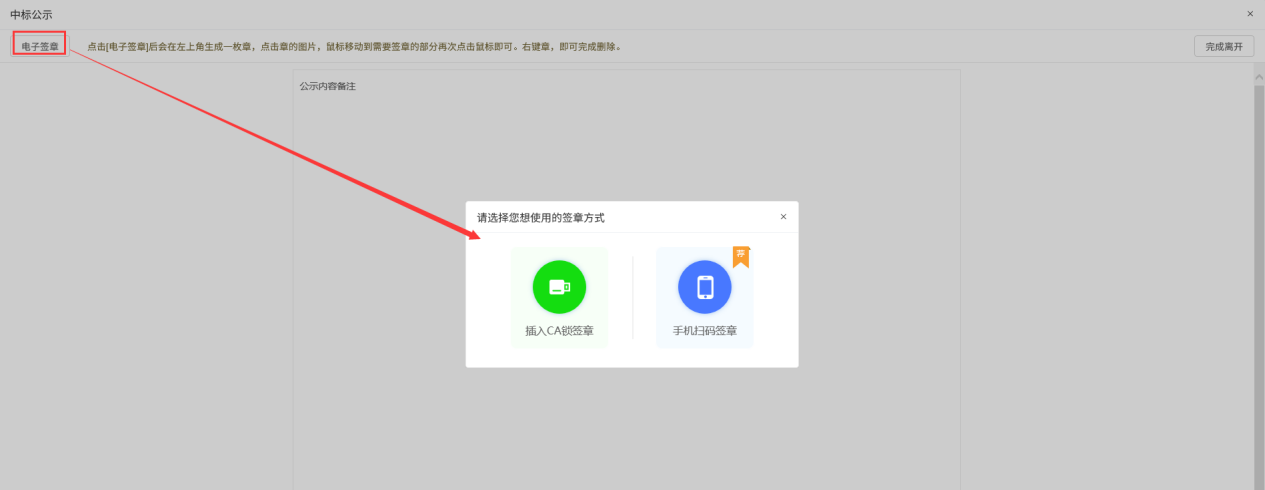 中标公示
电子签章
点击[电子签章]后会在左上角生成一枚章，点击章的图片，鼠标移动到需要签章的部分再次点击鼠标即可。右键章，即可完成删除。
完成离开
公示内容备注
请选择您想使用的签章方式
荐
插入CA锁签章
手机扫码签章